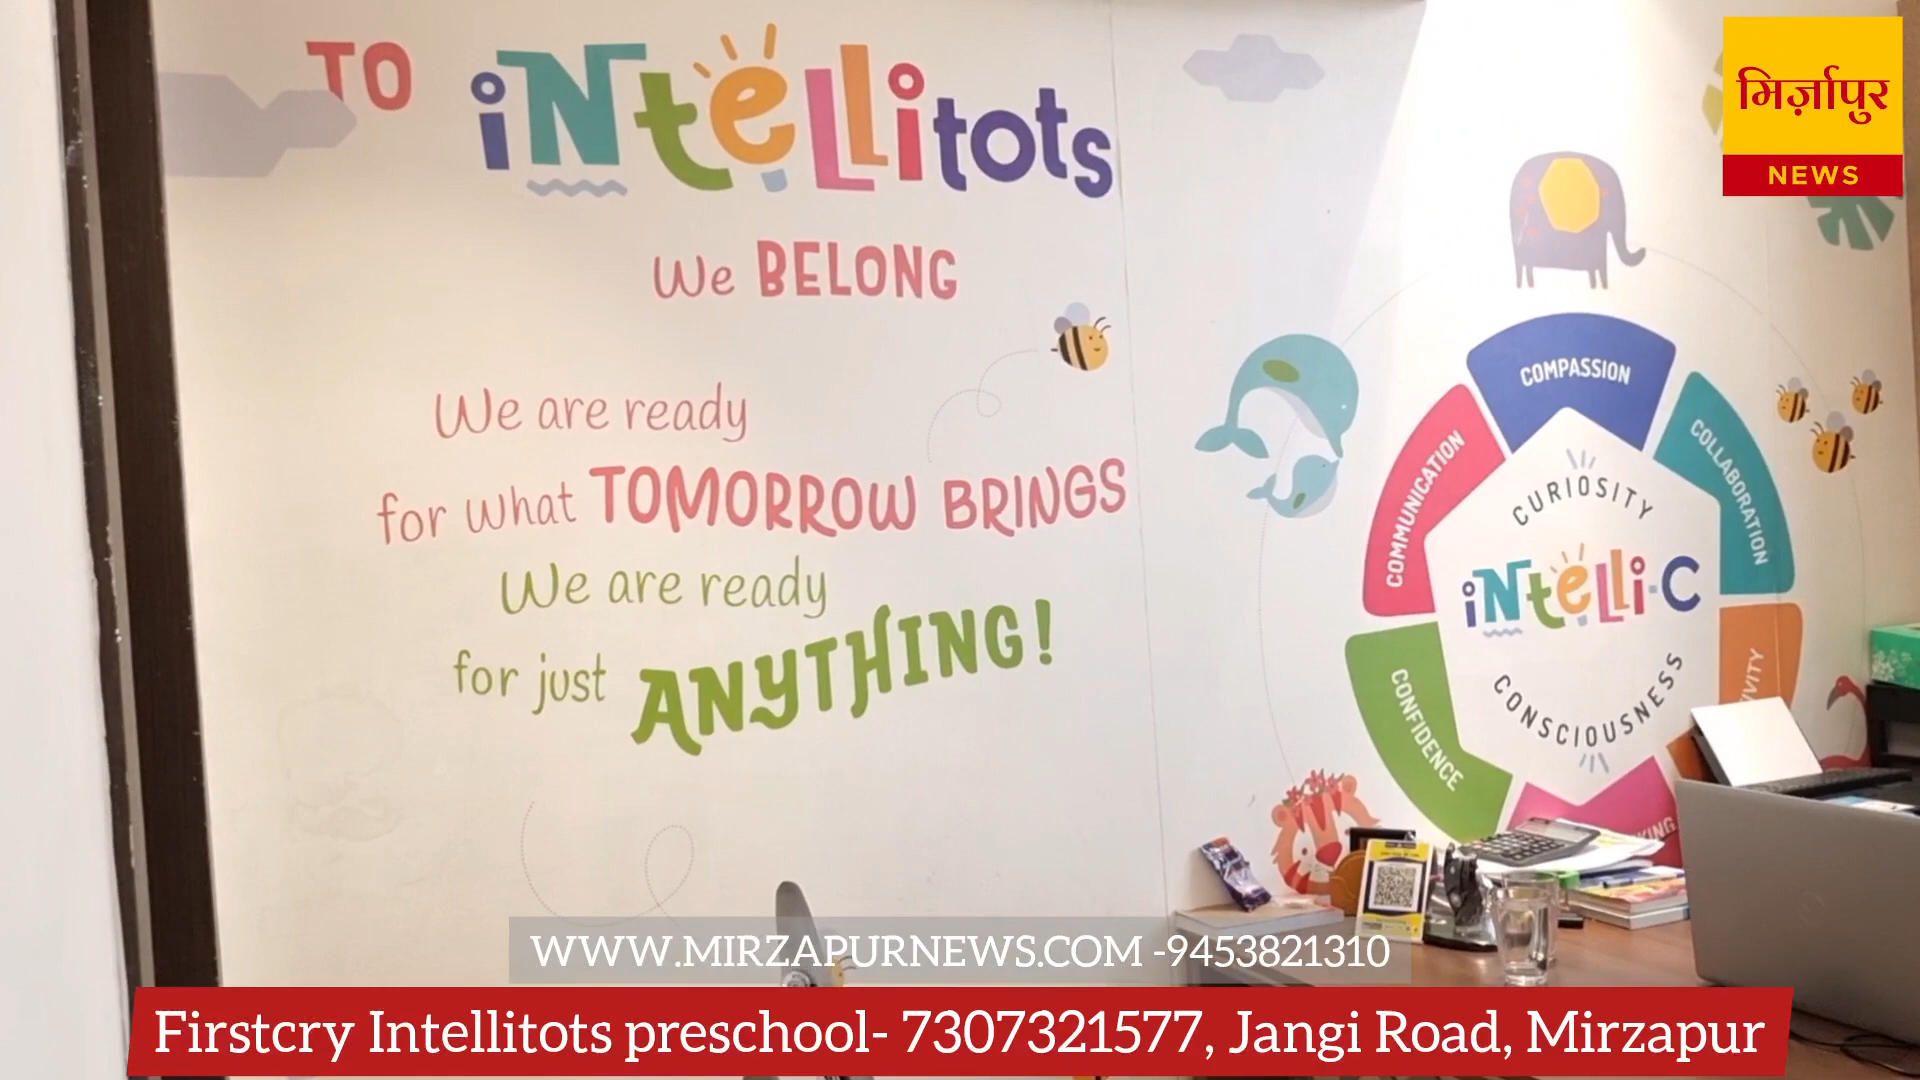 TO iNtelLitots
We BELONG
We are ready
for what TOMORROW BRINGS
We are ready
for just ANYTHING!
मिर्ज़ापुर
NEWS
COMPASSION
COLLABORATION
COMMUNICATION
CONFIDENCE
CURIOSITY
iNtelLi-C
CONSCIOUSNESS
WWW.MIRZAPURNEWS.COM -9453821310
Firstcry Intellitots preschool- 7307321577, Jangi Road, Mirzapur